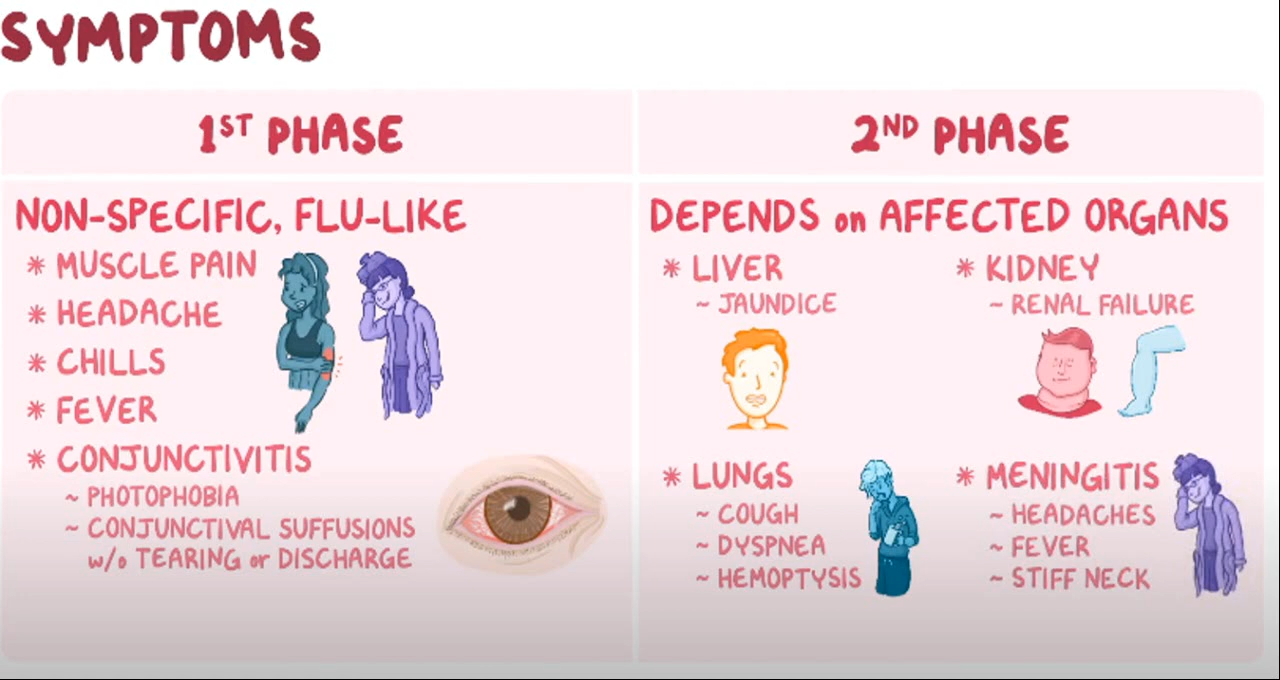 SYMPTOMS
1ST PHASE
NON-SPECIFIC, FLU-LIKE
* MUSCLE PAIN
* HEADACHE
* CHILLS
* FEVER
* CONJUNCTIVITIS
~ PHOTOPHOBIA
~ CONJUNCTIVAL SUFFUSIONS
w/o TEARING or DISCHARGE
2ND PHASE
DEPENDS on AFFECTED ORGANS
* LIVER
~ JAUNDICE
* KIDNEY
~ RENAL FAILURE
* LUNGS
~ COUGH
~ DYSPNEA
~ HEMOPTYSIS
* MENINGITIS
~ HEADACHES
~ FEVER
~ STIFF NECK